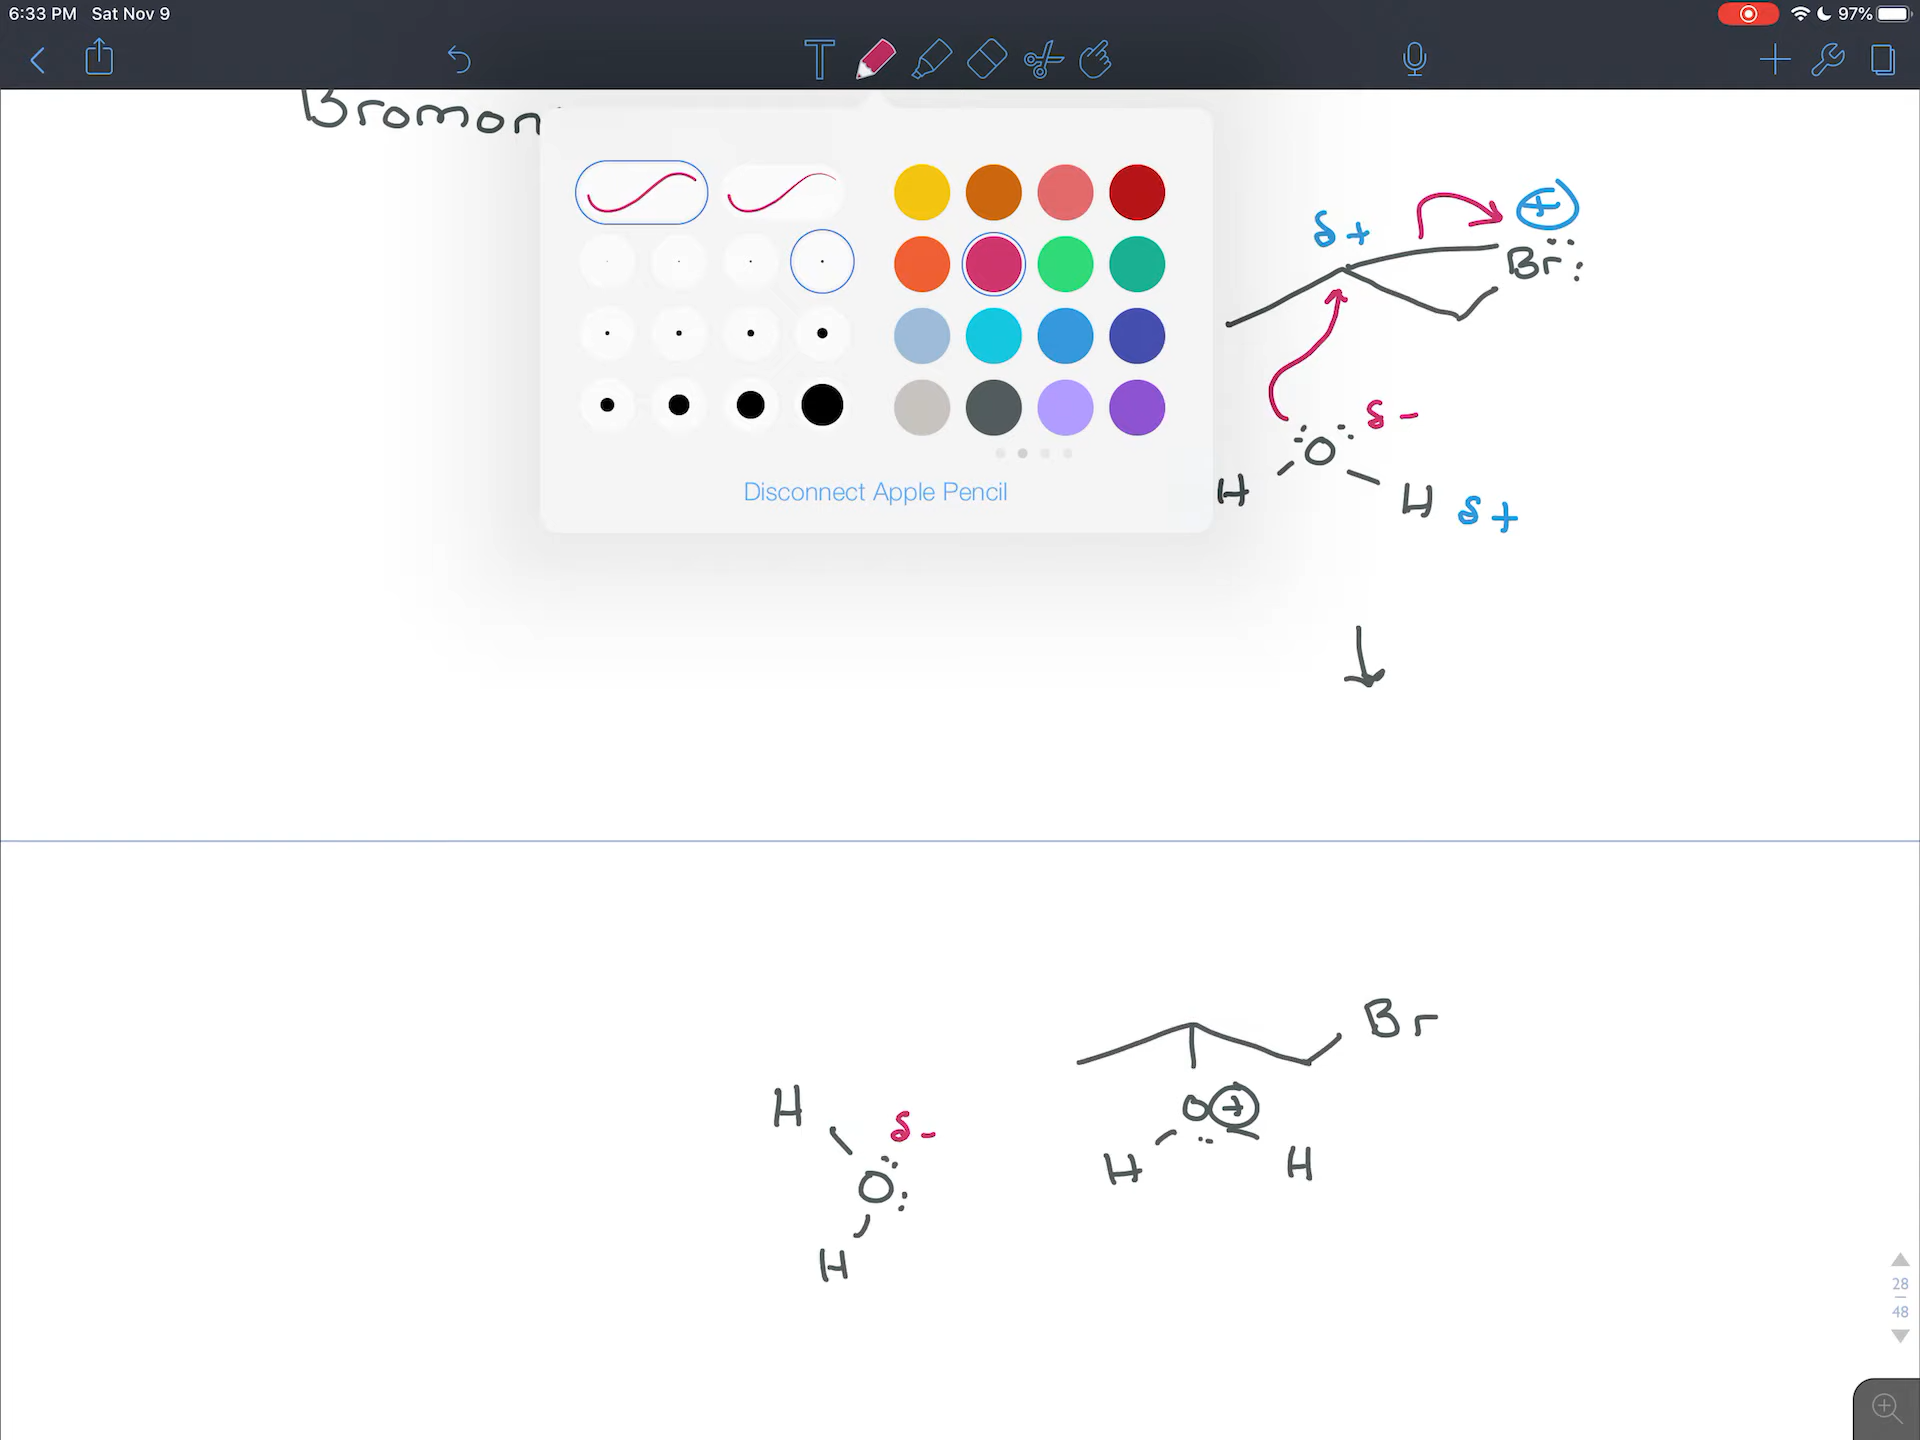 6:33 PM Sat Nov 9
97%
T
Bromon
δ + +
Br
δ -
O
H H δ +
Disconnect Apple Pencil
Br
H δ - O +
H H
O
H
28
48